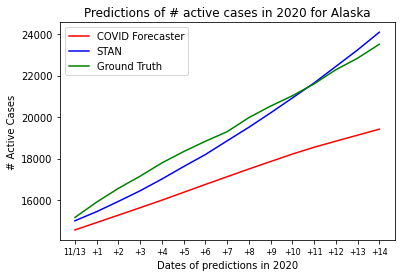 Predictions of # active cases in 2020 for Alaska
COVID Forecaster
STAN
Ground Truth
# Active Cases
24000
22000
20000
18000
16000
11/13 +1 +2 +3 +4 +5 +6 +7 +8 +9 +10 +11 +12 +13 +14
Dates of predictions in 2020